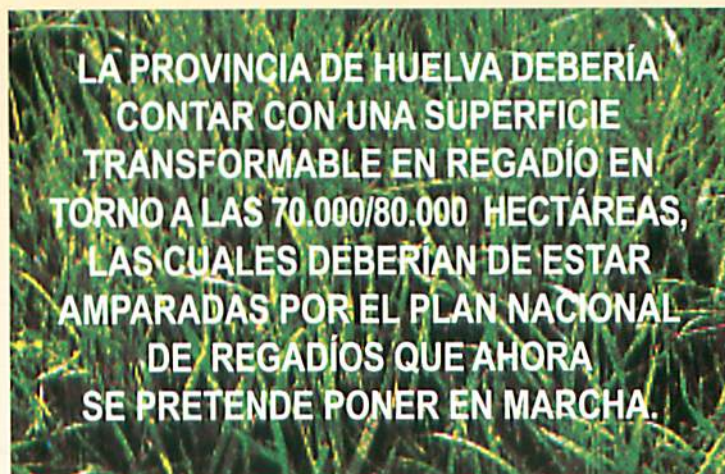 LA PROVINCIA DE HUELVA DEBERÍA
CONTAR CON UNA SUPERFICIE
TRANSFORMABLE EN REGADÍO EN
TORNO A LAS 70.000/80.000 HECTÁREAS,
LAS CUALES DEBERÍAN DE ESTAR
AMPARADAS POR EL PLAN NACIONAL
DE REGADÍOS QUE AHORA
SE PRETENDE PONER EN MARCHA.